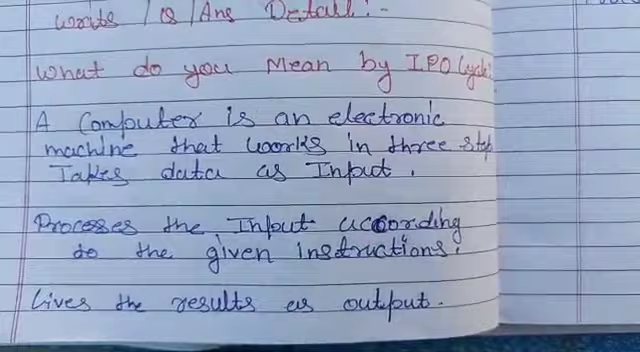 words / is / Ans Detail:-
What do you Mean by IPO Cycle:
A Computer is an electronic
machine that works in three step
Takes data as Input.
Processes the Input according
to the given instructions.
Gives the results as output.